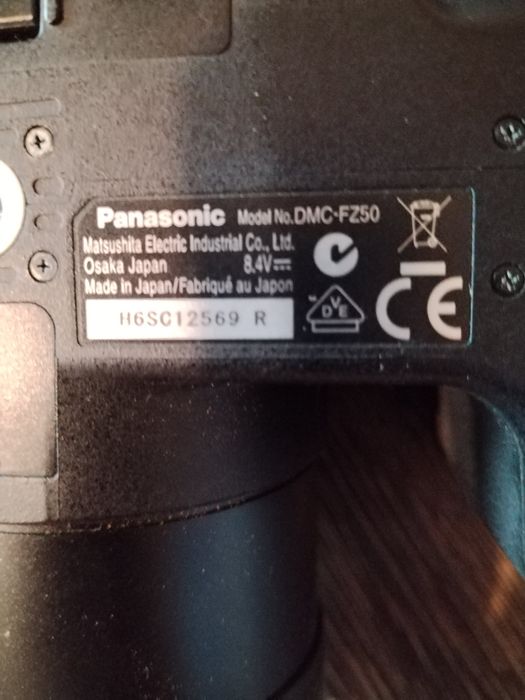 Panasonic Model No. DMC-FZ50
Matsushita Electric Industrial Co., Ltd.
Osaka Japan 8.4V⎓
Made in Japan/Fabriqué au Japon
H6SC12569 R
DVE
CE